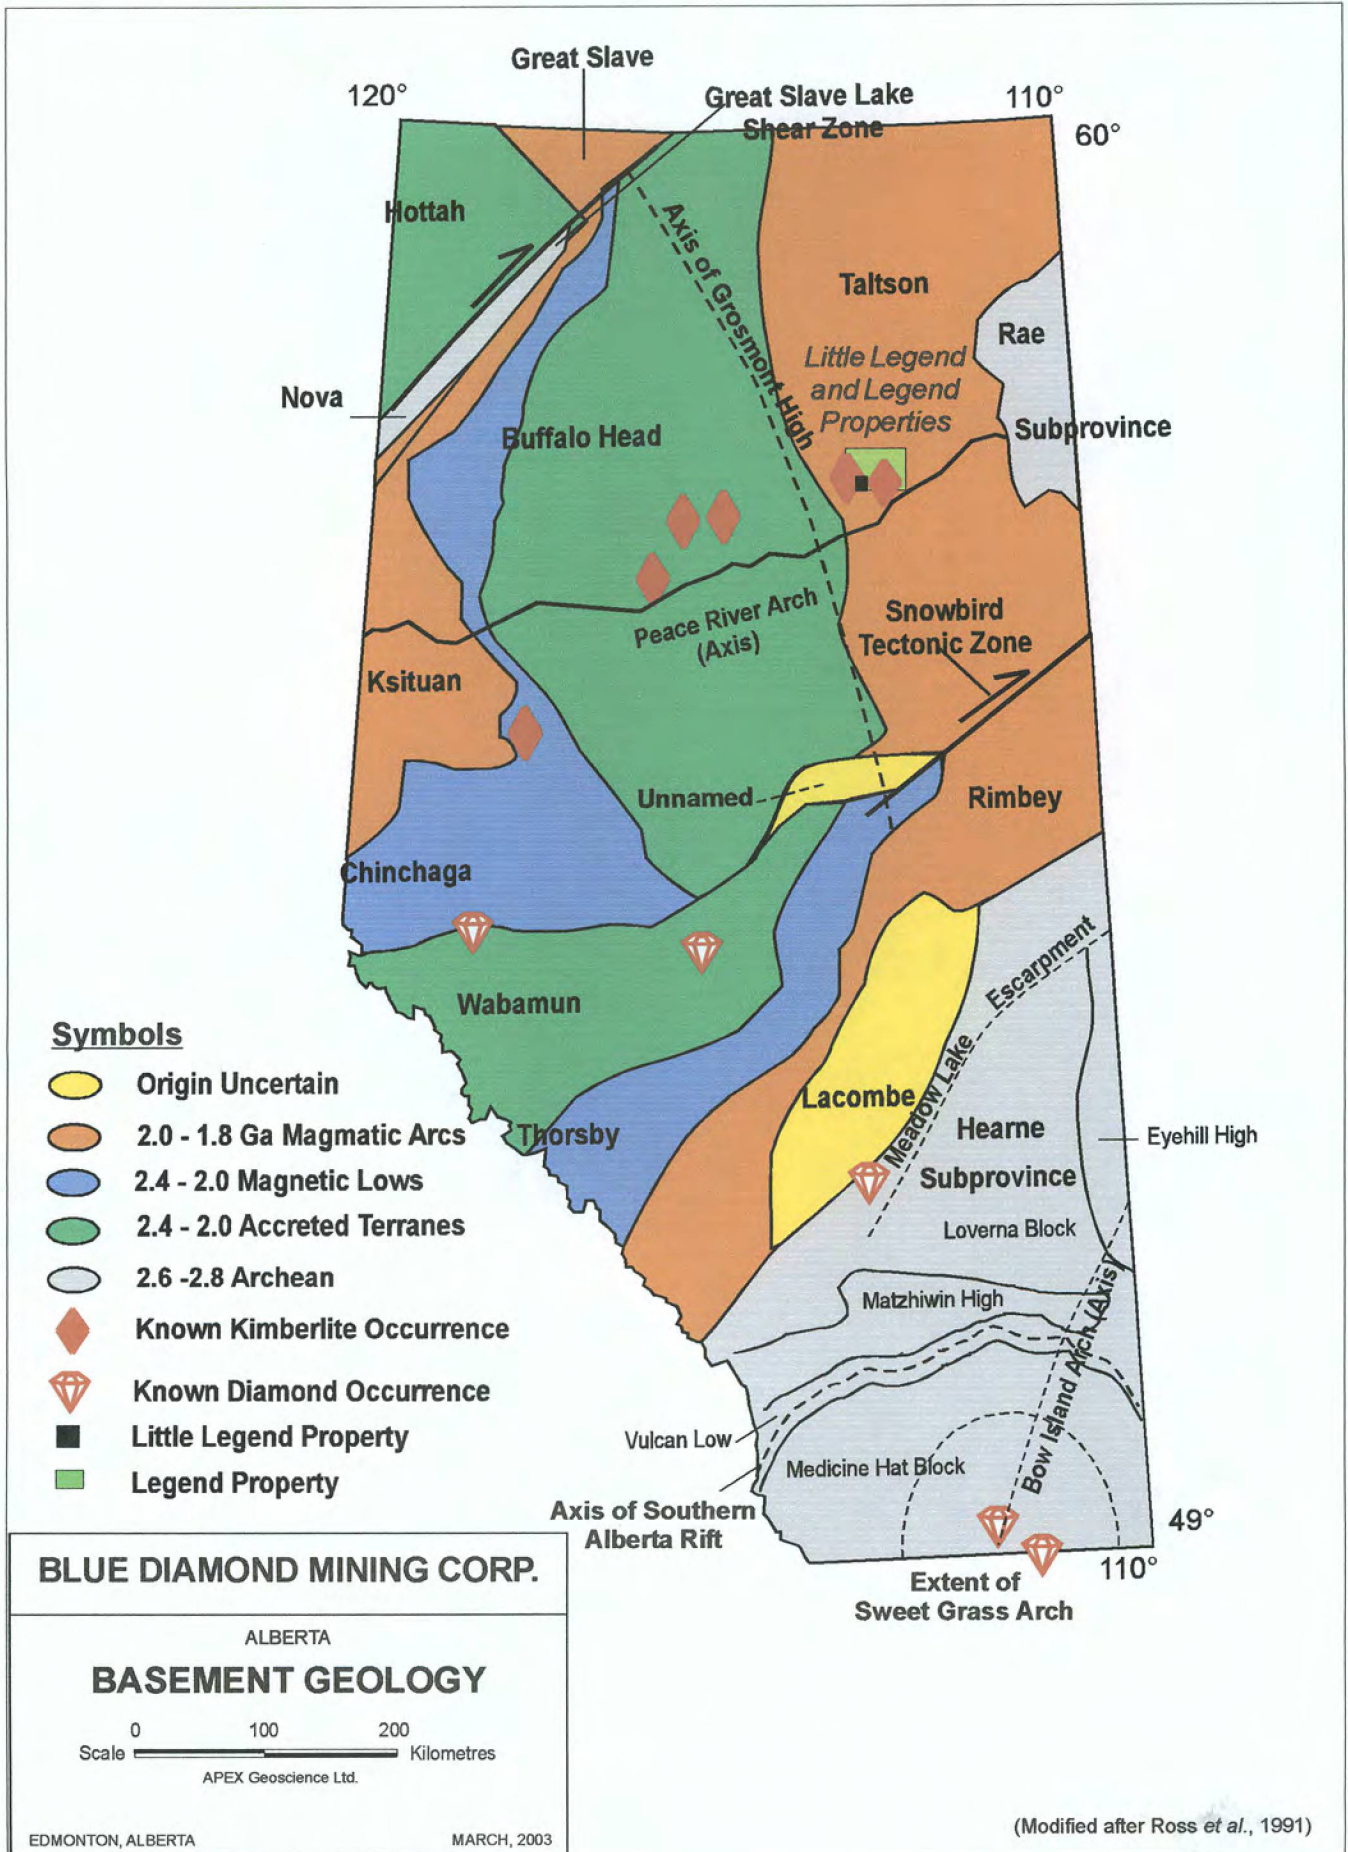 Great Slave
120°
Great Slave Lake
Shear Zone
110°
60°
Hottah
Axis of Grosmont High
Taltson
Rae
Subprovince
Little Legend
and Legend
Properties
Nova
Buffalo Head
Peace River Arch
(Axis)
Snowbird
Tectonic Zone
Ksituan
Unnamed
Rimbey
Chinchaga
Wabamun
Meadow Lake Escarpment
Lacombe
Thorsby
Hearne
Subprovince
Eyehill High
Loverna Block
Matzhiwin High
Bow Island Arch (Axis)
Vulcan Low
Medicine Hat Block
Axis of Southern
Alberta Rift
49°
110°
Extent of
Sweet Grass Arch
Symbols
Origin Uncertain
2.0 - 1.8 Ga Magmatic Arcs
2.4 - 2.0 Magnetic Lows
2.4 - 2.0 Accreted Terranes
2.6 -2.8 Archean
Known Kimberlite Occurrence
Known Diamond Occurrence
Little Legend Property
Legend Property
BLUE DIAMOND MINING CORP.
ALBERTA
BASEMENT GEOLOGY
0 100 200
Scale Kilometres
APEX Geoscience Ltd.
EDMONTON, ALBERTA MARCH, 2003
(Modified after Ross et al., 1991)